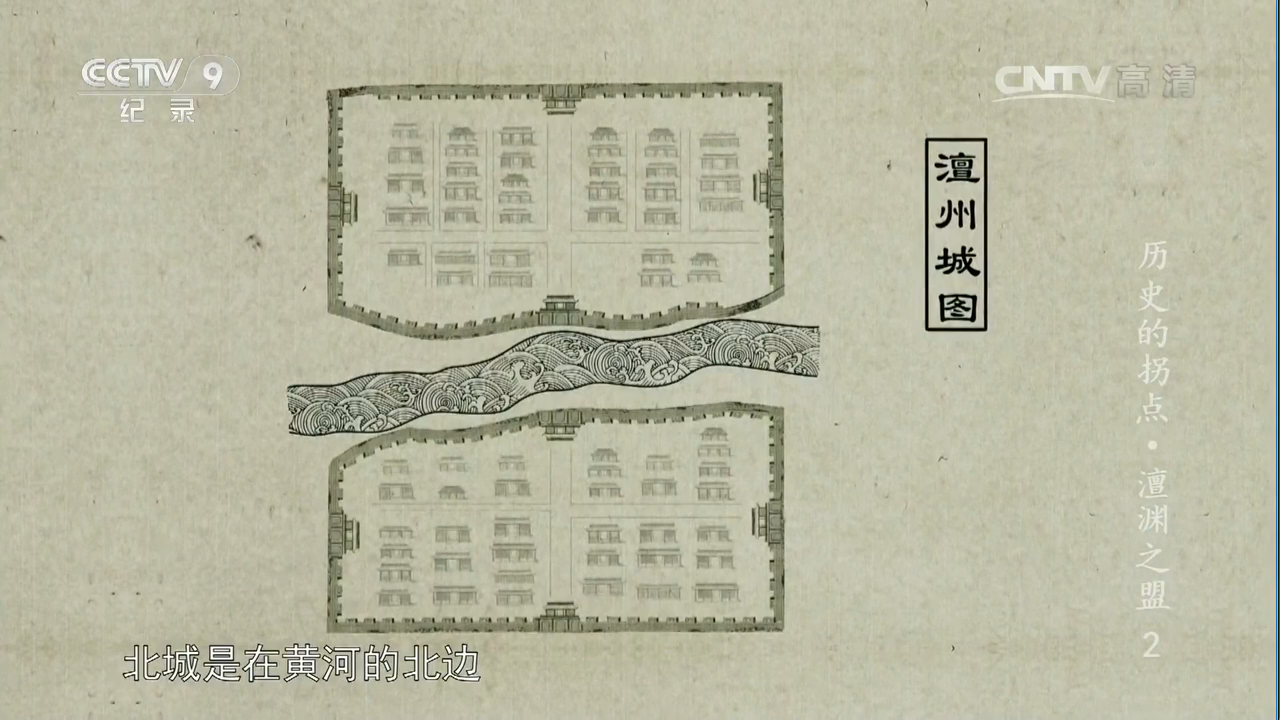 CCTV 9
纪录
CNTV高清
澶州城图
历史的拐点·澶渊之盟 2
北城是在黄河的北边